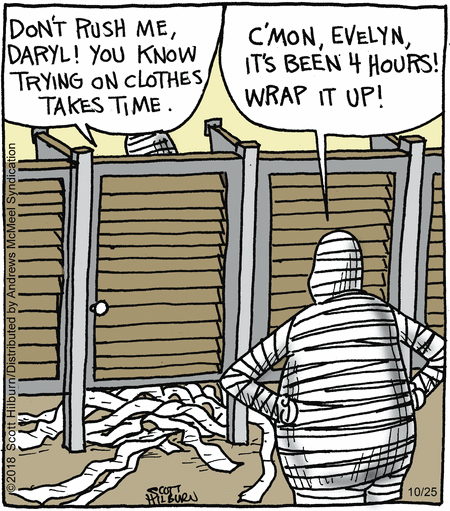 DON'T RUSH ME,
DARYL! YOU KNOW
TRYING ON CLOTHES
TAKES TIME.
C'MON, EVELYN,
IT'S BEEN 4 HOURS!
WRAP IT UP!
©2018 Scott Hilburn/Distributed by Andrews McMeel Syndication
SCOTT
HILBURN
10/25